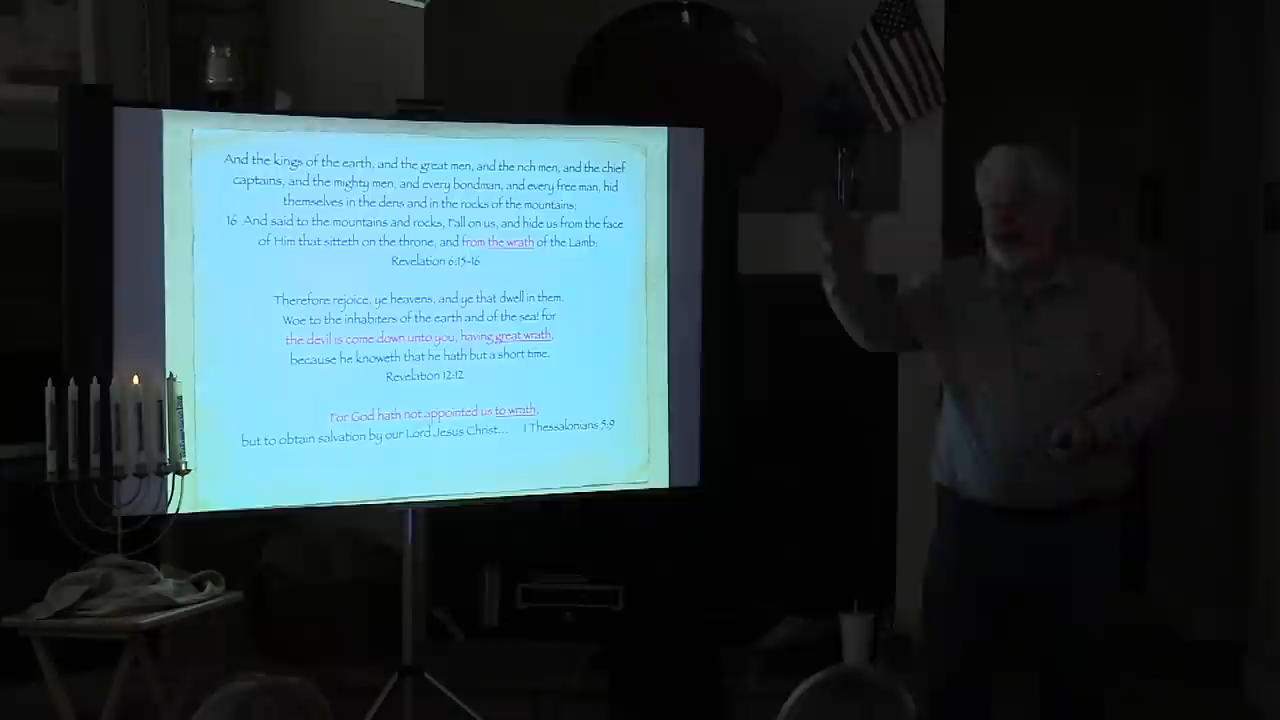 And the kings of the earth, and the great men, and the rich men, and the chief
captains, and the mighty men, and every bondman, and every free man, hid
themselves in the dens and in the rocks of the mountains;
16 And said to the mountains and rocks, Fall on us, and hide us from the face
of Him that sitteth on the throne, and from the wrath of the Lamb:
Revelation 6:15-16
Therefore rejoice, ye heavens, and ye that dwell in them.
Woe to the inhabiters of the earth and of the sea! for
the devil is come down unto you, having great wrath,
because he knoweth that he hath but a short time.
Revelation 12:12
For God hath not appointed us to wrath,
but to obtain salvation by our Lord Jesus Christ... 1 Thessalonians 5:9